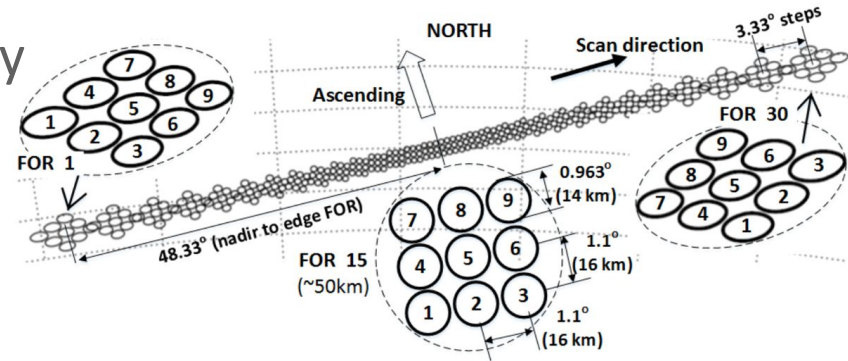 y
NORTH
Scan direction
3.33° steps
Ascending
7
4 8
1 5 9
2 6
3
FOR 1
FOR 30
9
8 6
7 5 3
4 2
1
48.33° (nadir to edge FOR)
FOR 15
(~50km)
7 8 9
4 5 6
1 2 3
0.963°
(14 km)
1.1°
(16 km)
1.1°
(16 km)